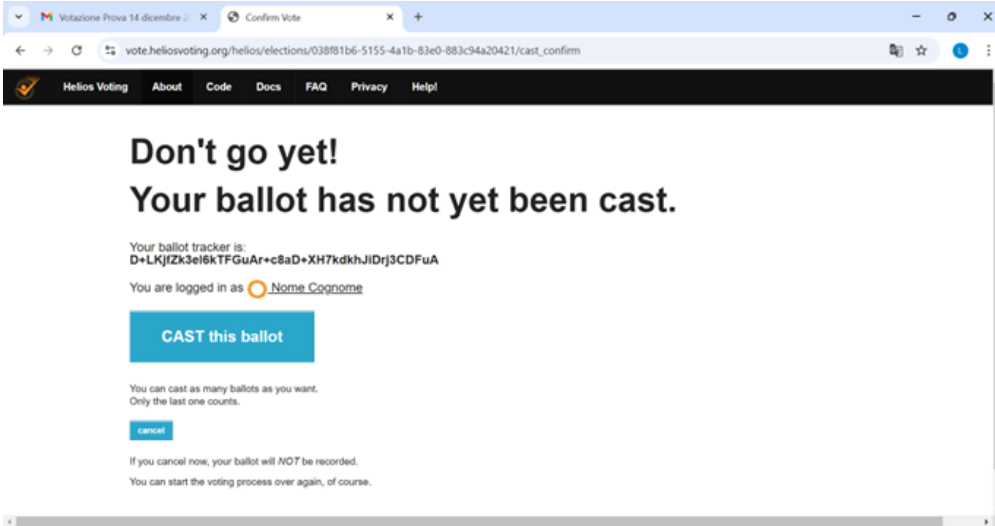 Votazione Prova 14 dicembre 2
Confirm Vote
vote.heliosvoting.org/helios/elections/038f81b6-5155-4a1b-83e0-883c94a20421/cast_confirm
L
Helios Voting About Code Docs FAQ Privacy Help!
Don't go yet!
Your ballot has not yet been cast.
Your ballot tracker is:
D+LKjfZk3el6kTFGuAr+c8aD+XH7kdkhJiDrj3CDFuA
You are logged in as Nome Cognome
CAST this ballot
You can cast as many ballots as you want.
Only the last one counts.
cancel
If you cancel now, your ballot will NOT be recorded.
You can start the voting process over again, of course.